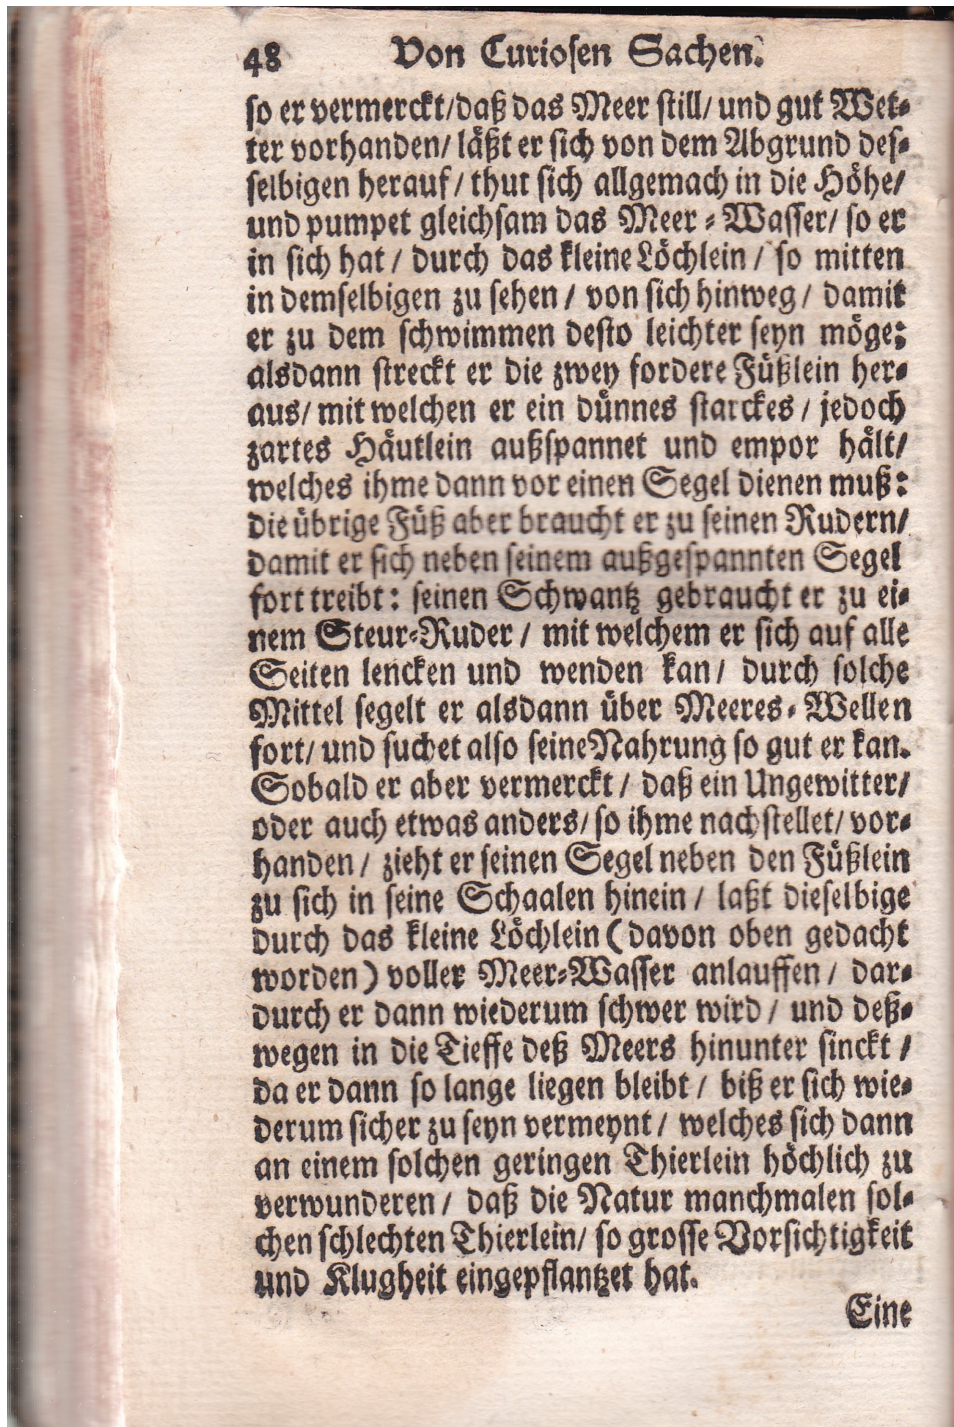 48 Von Curiosen Sachen.
so er vermerckt/daß das Meer still/ und gut Wet-
ter vorhanden/ läßt er sich von dem Abgrund des-
selbigen herauf/ thut sich allgemach in die Höhe/
und pumpet gleichsam das Meer-Wasser/ so er
in sich hat/ durch das kleine Löchlein/ so mitten
in demselbigen zu sehen/ von sich hinweg/ damit
er zu dem schwimmen desto leichter seyn möge;
alsdann streckt er die zwey fordere Füßlein her-
aus/ mit welchen er ein dünnes starckes/ jedoch
zartes Häutlein außspannet und empor hält/
welches ihme dann vor einen Segel dienen muß:
die übrige Füß aber braucht er zu seinen Rudern/
damit er sich neben seinem außgespannten Segel
fort treibt: seinen Schwantz gebraucht er zu ei-
nem Steur-Ruder/ mit welchem er sich auf alle
Seiten lencken und wenden kan/ durch solche
Mittel segelt er alsdann über Meeres-Wellen
fort/ und suchet also seine Nahrung so gut er kan.
Sobald er aber vermerckt/ daß ein Ungewitter/
oder auch etwas anders/ so ihme nachstellet/ vor-
handen/ zieht er seinen Segel neben den Füßlein
zu sich in seine Schaalen hinein/ laßt dieselbige
durch das kleine Löchlein (davon oben gedacht
worden) voller Meer-Wasser anlauffen/ dar-
durch er dann wiederum schwer wird/ und deß-
wegen in die Tieffe deß Meers hinunter sinckt/
da er dann so lange liegen bleibt/ biß er sich wie-
derum sicher zu seyn vermeynt/ welches sich dann
an einem solchen geringen Thierlein höchlich zu
verwunderen/ daß die Natur manchmalen sol-
chen schlechten Thierlein/ so grosse Vorsichtigkeit
und Klugheit eingepflantzet hat.
Eine